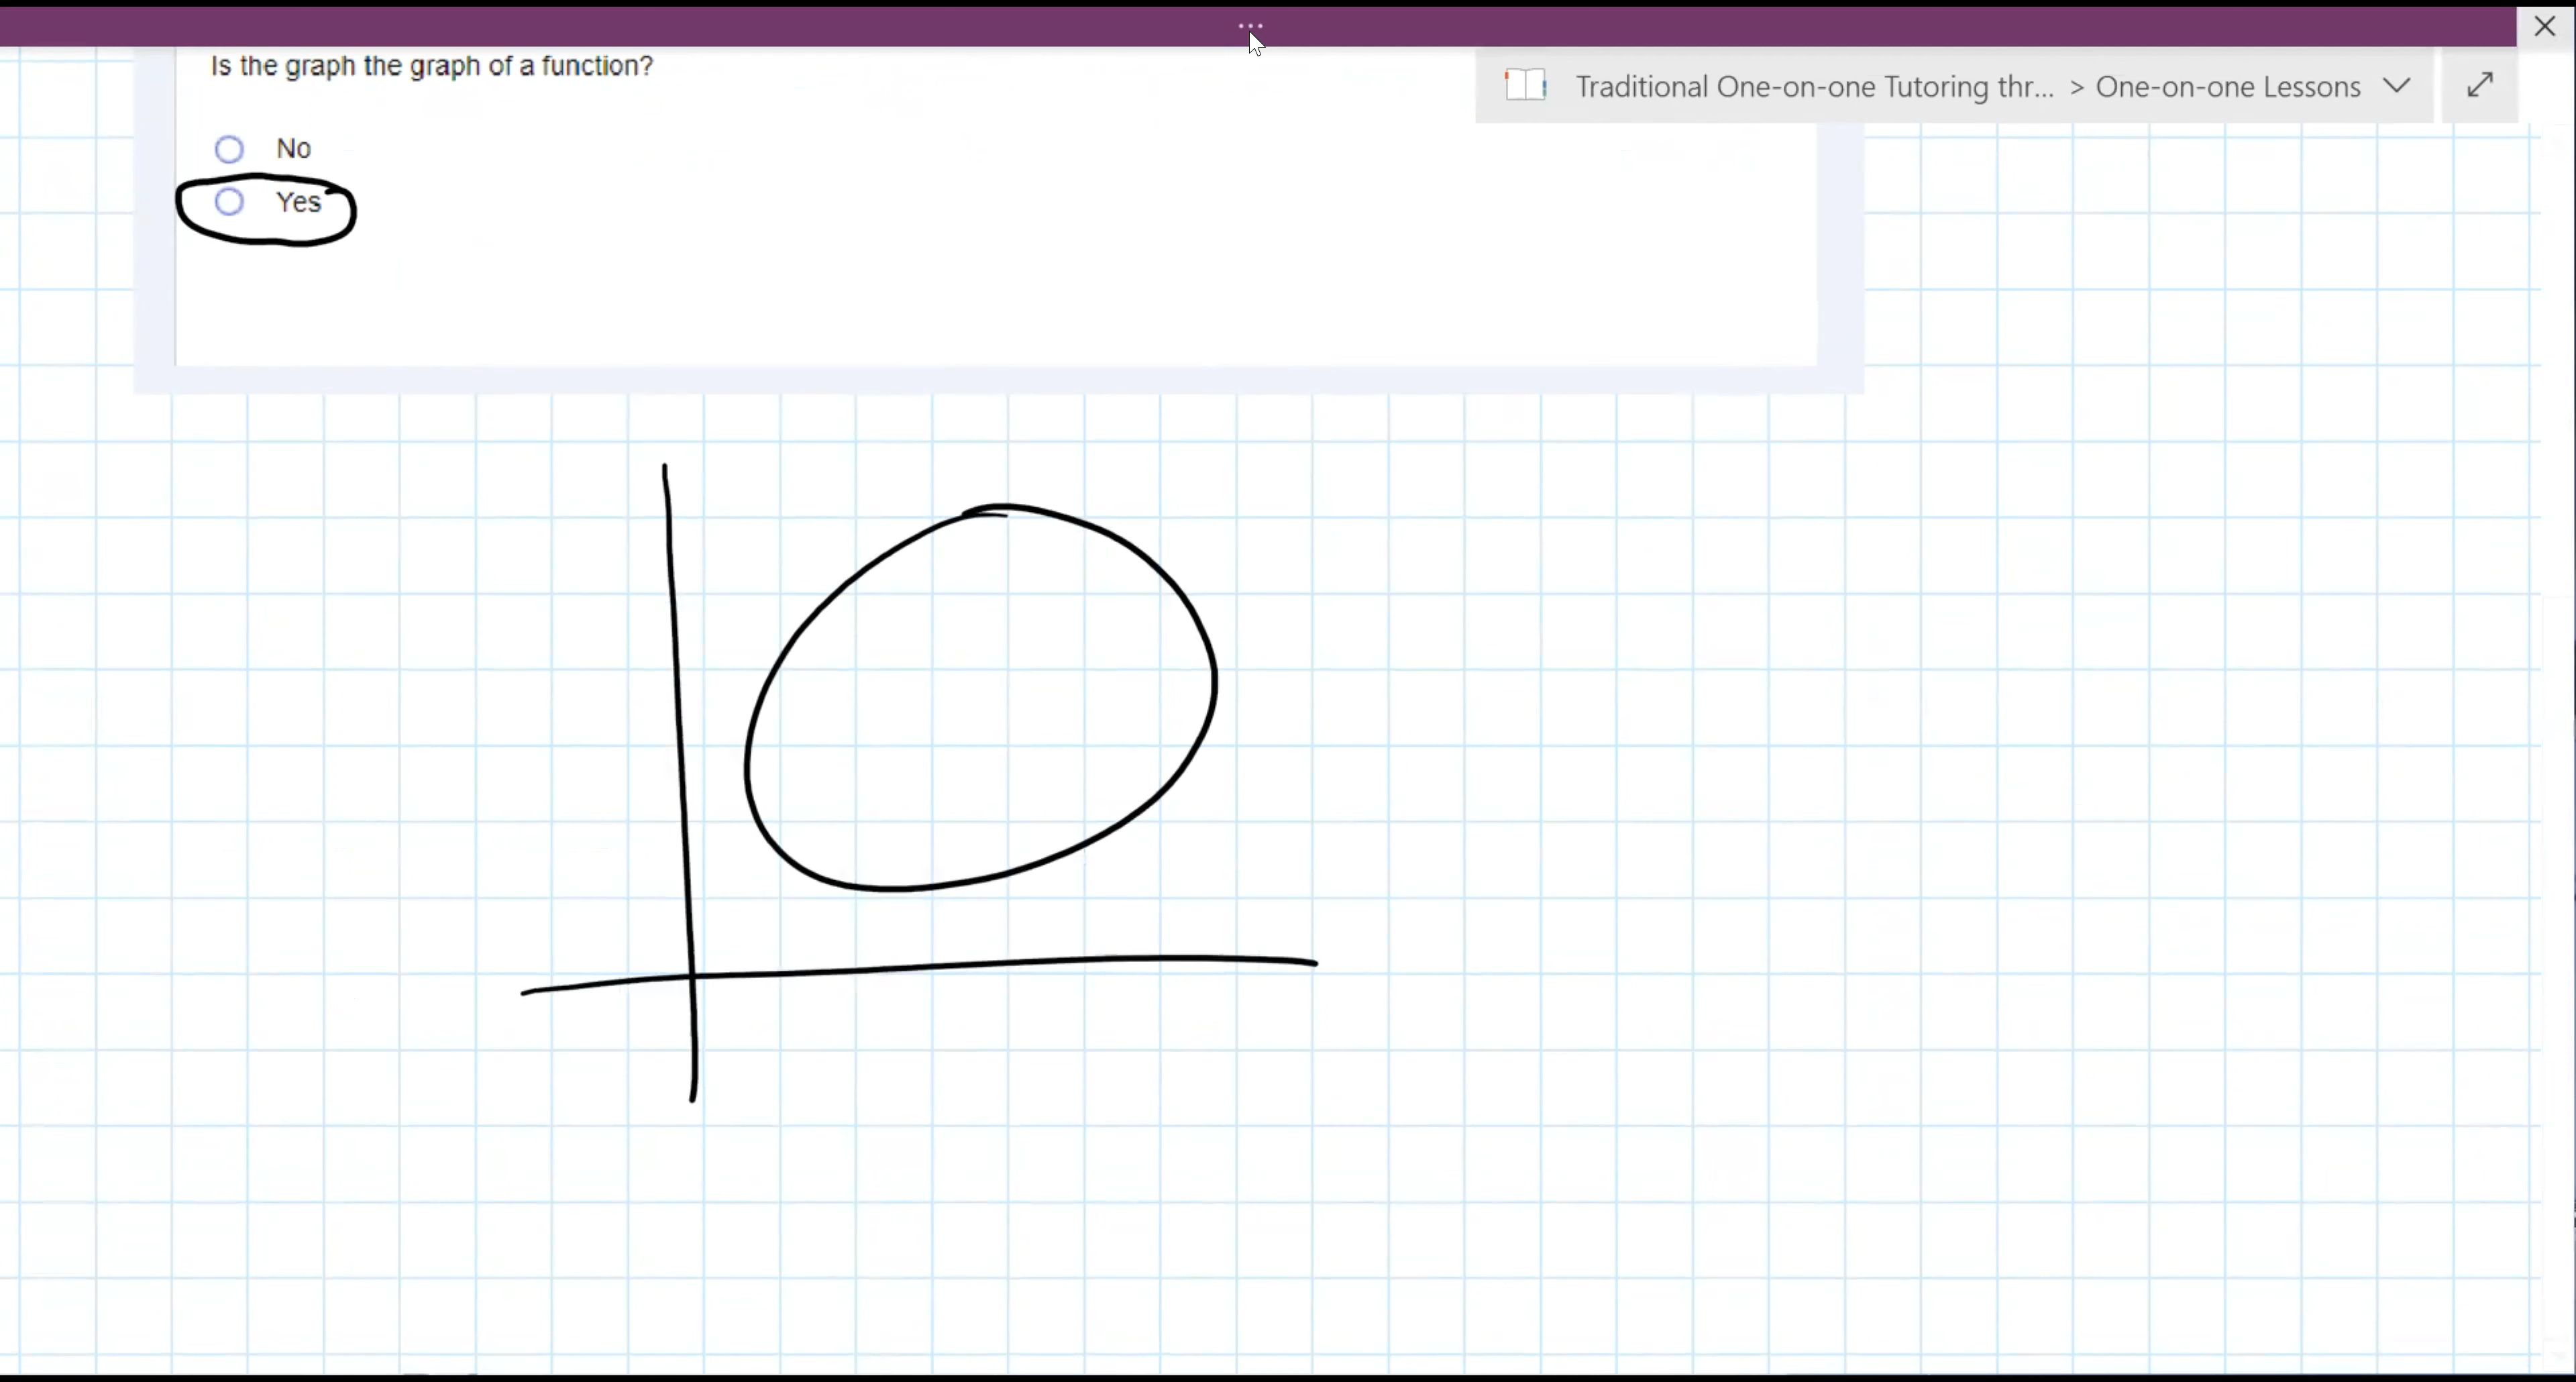 Is the graph the graph of a function?
Traditional One-on-one Tutoring thr... > One-on-one Lessons
No
Yes